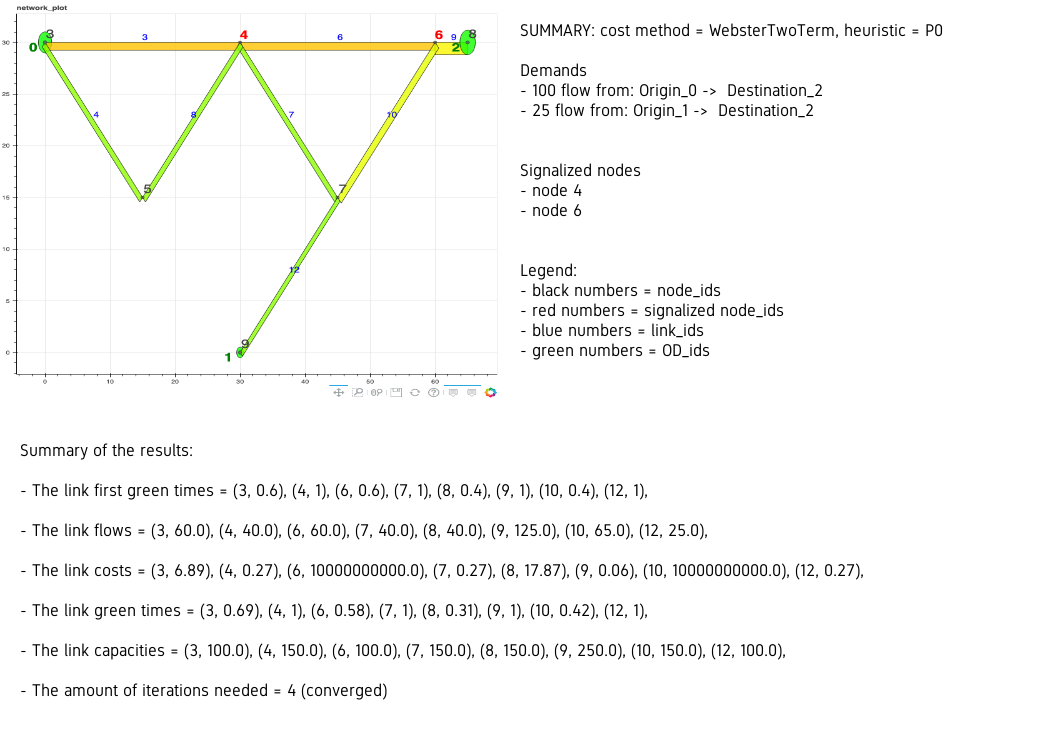 network_plot
30
25
20
15
10
5
0
0
10
20
30
40
50
60
0
3
3
4
6
6
9
2
8
4
8
7
10
5
7
12
9
1
SUMMARY: cost method = WebsterTwoTerm, heuristic = P0
Demands
- 100 flow from: Origin_0 -> Destination_2
- 25 flow from: Origin_1 -> Destination_2
Signalized nodes
- node 4
- node 6
Legend:
- black numbers = node_ids
- red numbers = signalized node_ids
- blue numbers = link_ids
- green numbers = OD_ids
Summary of the results:
- The link first green times = (3, 0.6), (4, 1), (6, 0.6), (7, 1), (8, 0.4), (9, 1), (10, 0.4), (12, 1),
- The link flows = (3, 60.0), (4, 40.0), (6, 60.0), (7, 40.0), (8, 40.0), (9, 125.0), (10, 65.0), (12, 25.0),
- The link costs = (3, 6.89), (4, 0.27), (6, 10000000000.0), (7, 0.27), (8, 17.87), (9, 0.06), (10, 10000000000.0), (12, 0.27),
- The link green times = (3, 0.69), (4, 1), (6, 0.58), (7, 1), (8, 0.31), (9, 1), (10, 0.42), (12, 1),
- The link capacities = (3, 100.0), (4, 150.0), (6, 100.0), (7, 150.0), (8, 150.0), (9, 250.0), (10, 150.0), (12, 100.0),
- The amount of iterations needed = 4 (converged)